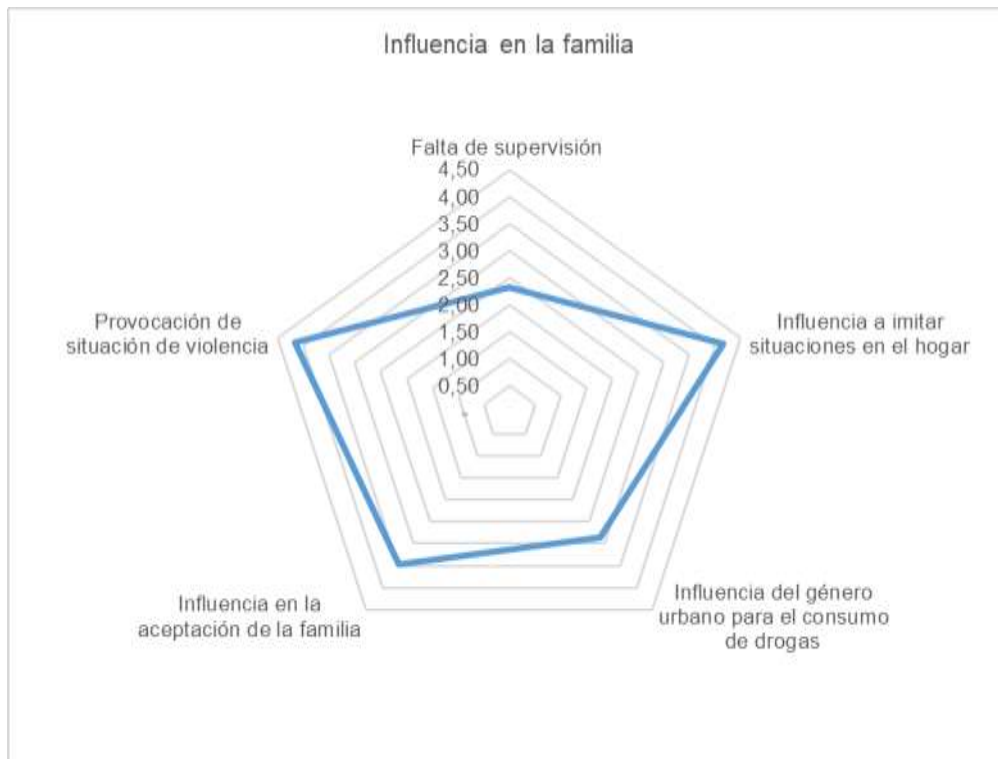 Influencia en la familia
Falta de supervisión
4,50
4,00
3,50
3,00
2,50
2,00
1,50
1,00
0,50
-
Influencia a imitar
situaciones en el hogar
Influencia del género
urbano para el consumo
de drogas
Influencia en la
aceptación de la familia
Provocación de
situación de violencia